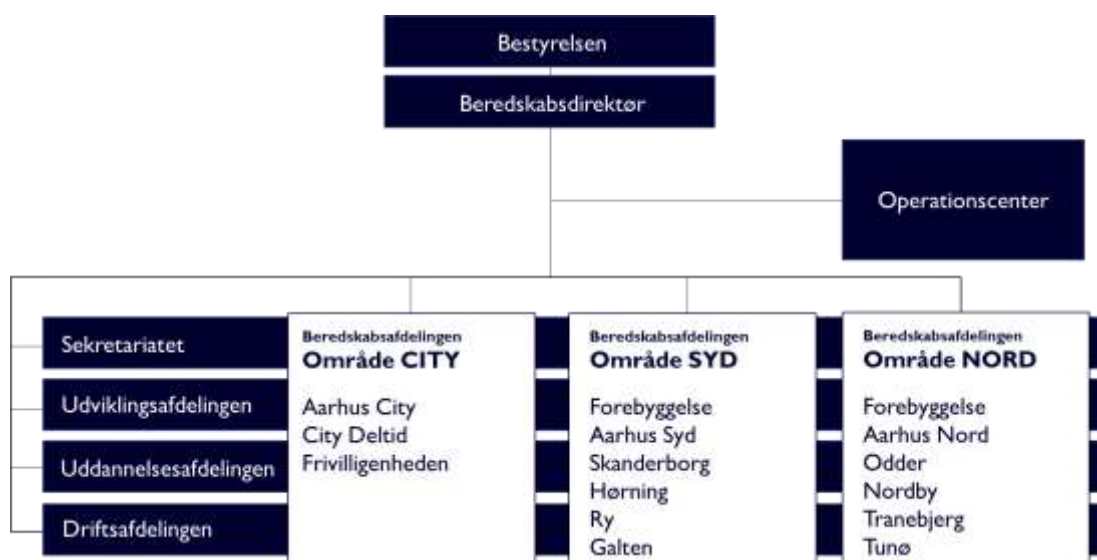 Bestyrelsen
Beredskabsdirektør
Operationscenter
Sekretariatet
Udviklingsafdelingen
Uddannelsesafdelingen
Driftsafdelingen
Beredskabsafdelingen
Område CITY
Aarhus City
City Deltid
Frivilligenheden
Beredskabsafdelingen
Område SYD
Forebyggelse
Aarhus Syd
Skanderborg
Hørning
Ry
Galten
Beredskabsafdelingen
Område NORD
Forebyggelse
Aarhus Nord
Odder
Nordby
Tranebjerg
Tunø